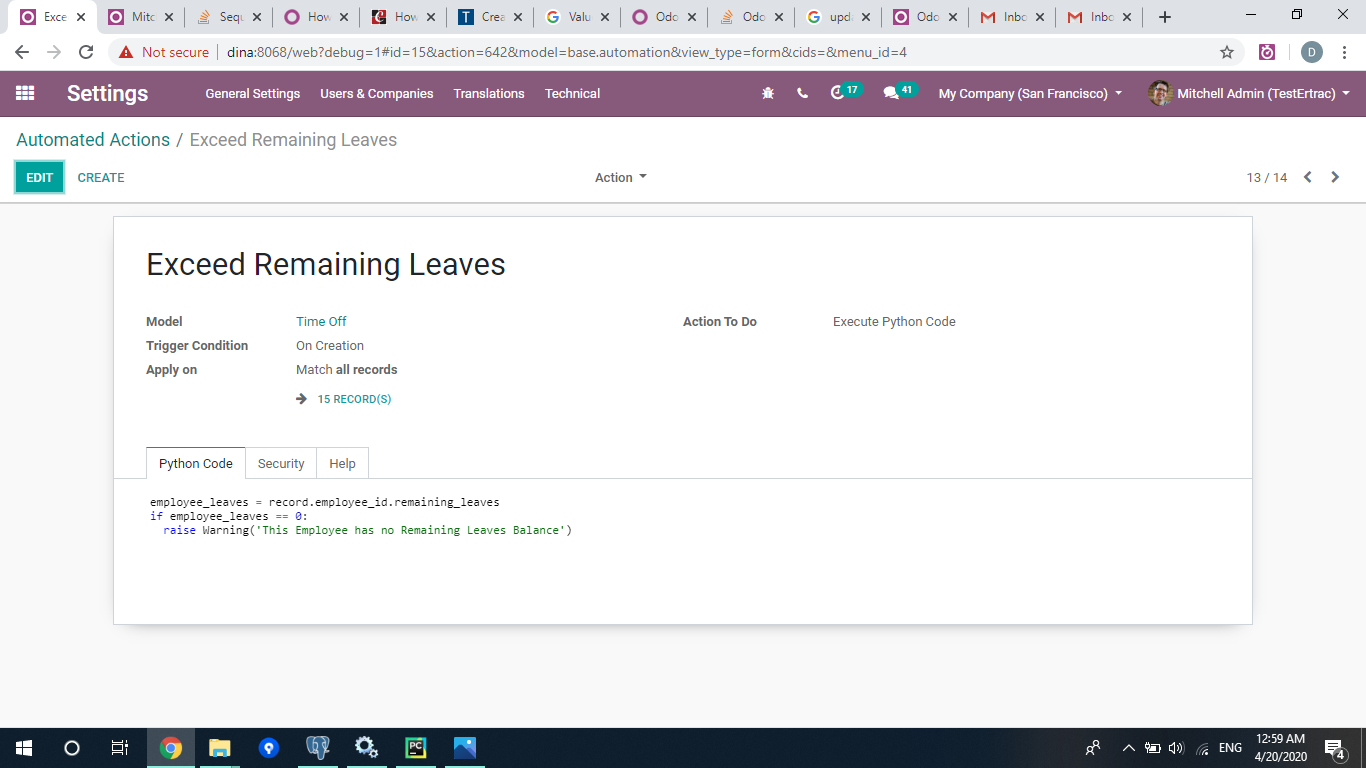 Exce
Mitc
Sequ
How
How
Crea
Valu
Odo
Odo
upd
Odo
Inbo
Inbo
Not secure
dina:8068/web?debug=1#id=15&action=642&model=base.automation&view_type=form&cids=&menu_id=4
D
Settings
General Settings
Users & Companies
Translations
Technical
17
41
My Company (San Francisco)
Mitchell Admin (TestErtrac)
Automated Actions / Exceed Remaining Leaves
EDIT
CREATE
Action
13 / 14
Exceed Remaining Leaves
Model
Time Off
Action To Do
Execute Python Code
Trigger Condition
On Creation
Apply on
Match all records
15 RECORD(S)
Python Code
Security
Help
employee_leaves = record.employee_id.remaining_leaves
if employee_leaves == 0:
  raise Warning('This Employee has no Remaining Leaves Balance')
PC
ENG
12:59 AM
4/20/2020
4